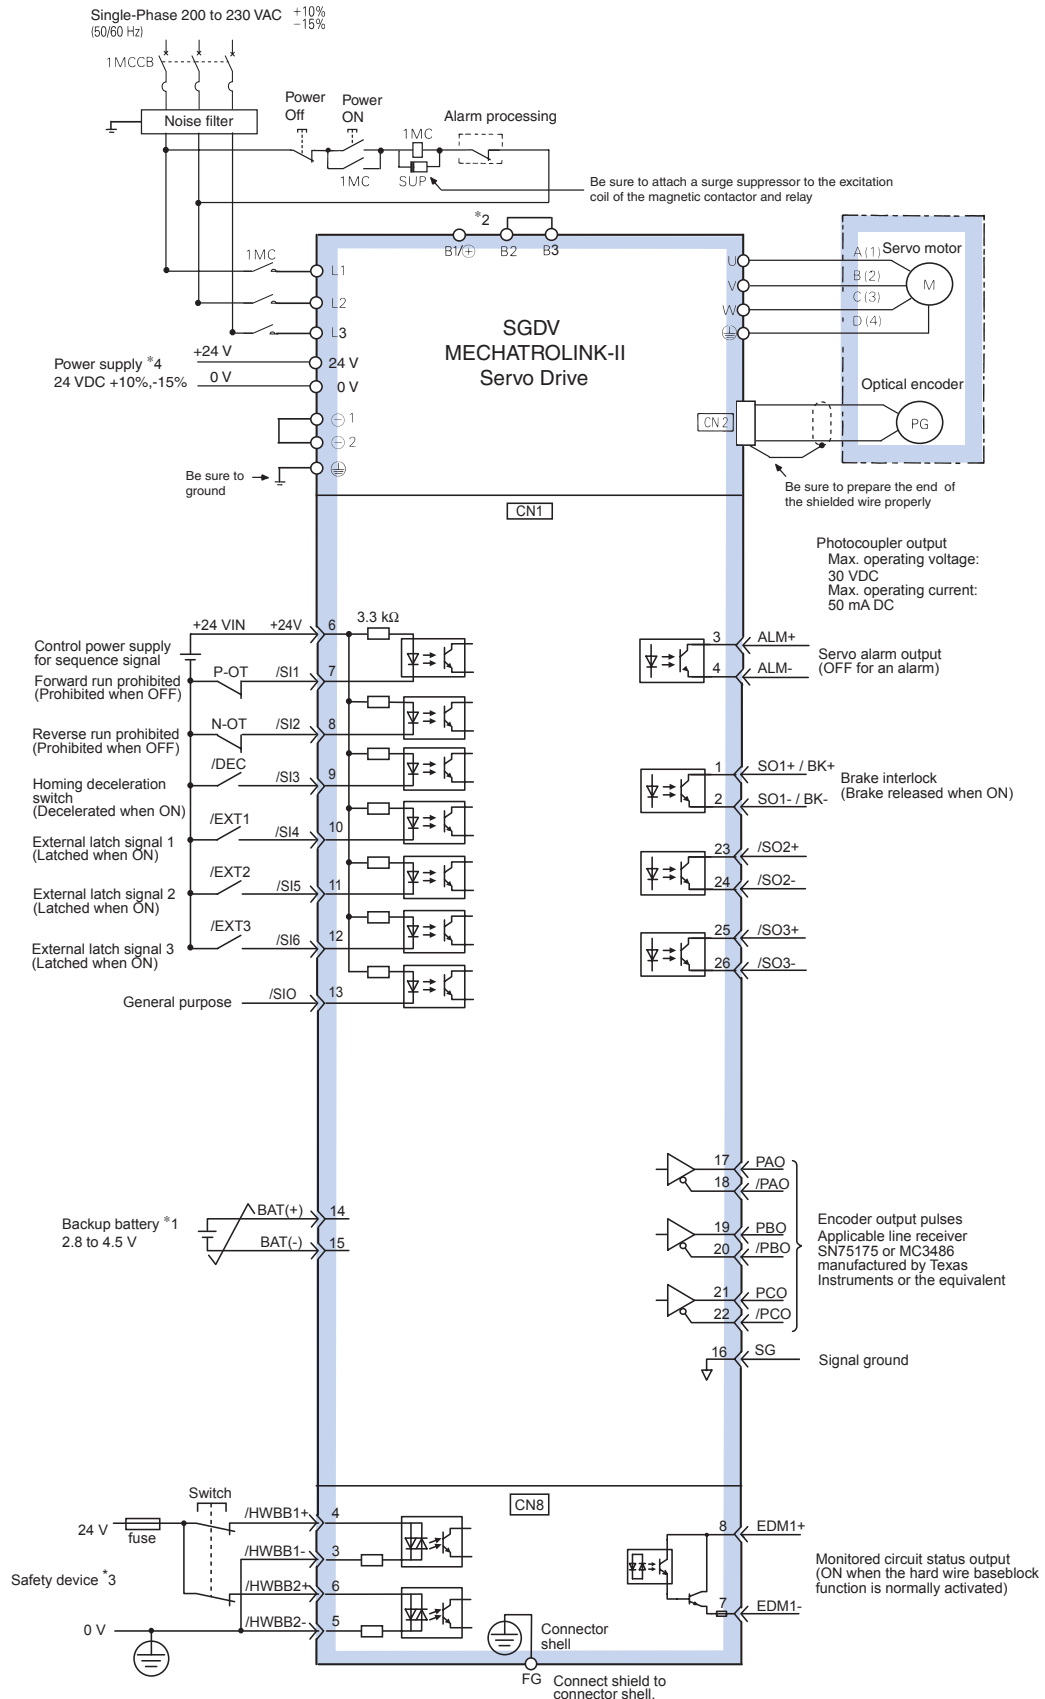 Single-Phase 200 to 230 VAC +10% −15%
(50/60 Hz)
1MCCB
Noise filter
Power Off
Power ON
1MC
1MC
SUP
Alarm processing
Be sure to attach a surge suppressor to the excitation
coil of the magnetic contactor and relay
*2
B1/⊕
B2
B3
1MC
L1
L2
L3
Power supply *4
24 VDC +10%,-15%
+24 V
0 V
24 V
0 V
⊖ 1
⊖ 2
Be sure to
ground
SGDV
MECHATROLINK-II
Servo Drive
U
V
W
A (1)
B (2)
C (3)
D (4)
Servo motor
M
Optical encoder
PG
CN 2
Be sure to prepare the end of
the shielded wire properly
CN1
Photocoupler output
Max. operating voltage:
30 VDC
Max. operating current:
50 mA DC
+24 VIN
+24V
6
3.3 kΩ
Control power supply
for sequence signal
Forward run prohibited
(Prohibited when OFF)
P-OT
/SI1
7
Reverse run prohibited
(Prohibited when OFF)
N-OT
/SI2
8
Homing deceleration
switch
(Decelerated when ON)
/DEC
/SI3
9
External latch signal 1
(Latched when ON)
/EXT1
/SI4
10
External latch signal 2
(Latched when ON)
/EXT2
/SI5
11
External latch signal 3
(Latched when ON)
/EXT3
/SI6
12
General purpose
/SIO
13
3
ALM+
4
ALM-
Servo alarm output
(OFF for an alarm)
1
SO1+ / BK+
2
SO1- / BK-
Brake interlock
(Brake released when ON)
23
/SO2+
24
/SO2-
25
/SO3+
26
/SO3-
Backup battery *1
2.8 to 4.5 V
BAT(+)
14
BAT(-)
15
17
PAO
18
/PAO
19
PBO
20
/PBO
21
PCO
22
/PCO
Encoder output pulses
Applicable line receiver
SN75175 or MC3486
manufactured by Texas
Instruments or the equivalent
16
SG
Signal ground
CN8
Switch
24 V
fuse
/HWBB1+
4
/HWBB1-
3
Safety device *3
/HWBB2+
6
0 V
/HWBB2-
5
8
EDM1+
7
EDM1-
Monitored circuit status output
(ON when the hard wire baseblock
function is normally activated)
Connector
shell
FG
Connect shield to
connector shell.